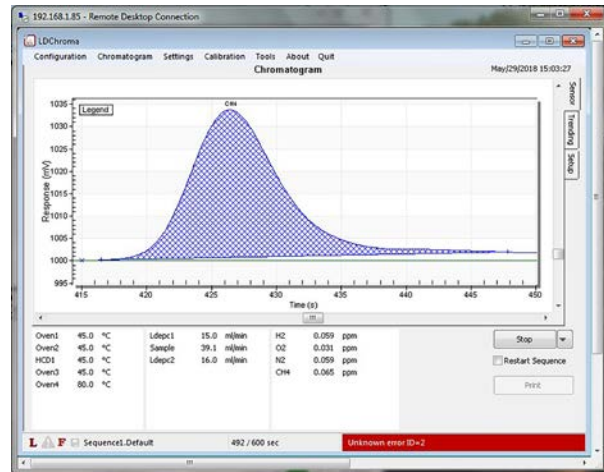 192.168.1.85 - Remote Desktop Connection
LDChroma
Configuration Chromatogram Settings Calibration Tools About Quit
Chromatogram
May/29/2018 15:03:27
Legend
CH4
1035
1030
1025
1020
1015
1010
1005
1000
995
Response (mV)
415 420 425 430 435 440 445 450
Time (s)
Sensor
Trending
Setup
Oven1 45.0 °C Ldepc1 15.0 ml/min H2 0.059 ppm
Oven2 45.0 °C Sample 39.1 ml/min O2 0.031 ppm
HCD1 45.0 °C Ldepc2 16.0 ml/min N2 0.059 ppm
Oven3 45.0 °C CH4 0.065 ppm
Oven4 80.0 °C
Stop
Restart Sequence
Print
L F Sequence1.Default 492 / 600 sec Unknown error ID=2